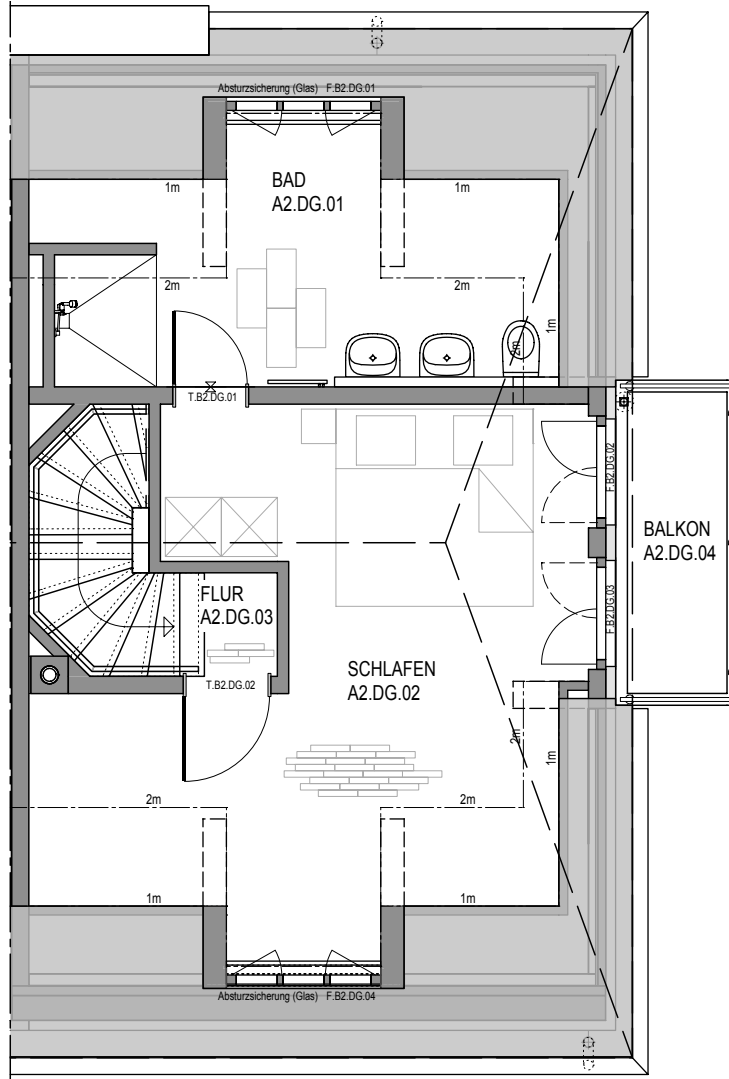 Absturzsicherung (Glas) F.B2.DG.01
BAD
A2.DG.01
1m
1m
2m
2m
1m
2m
T.B2.DG.01
F.B2.DG.02
BALKON
A2.DG.04
FLUR
A2.DG.03
F.B2.DG.03
SCHLAFEN
A2.DG.02
T.B2.DG.02
2m
1m
2m
2m
1m
1m
Absturzsicherung (Glas) F.B2.DG.04